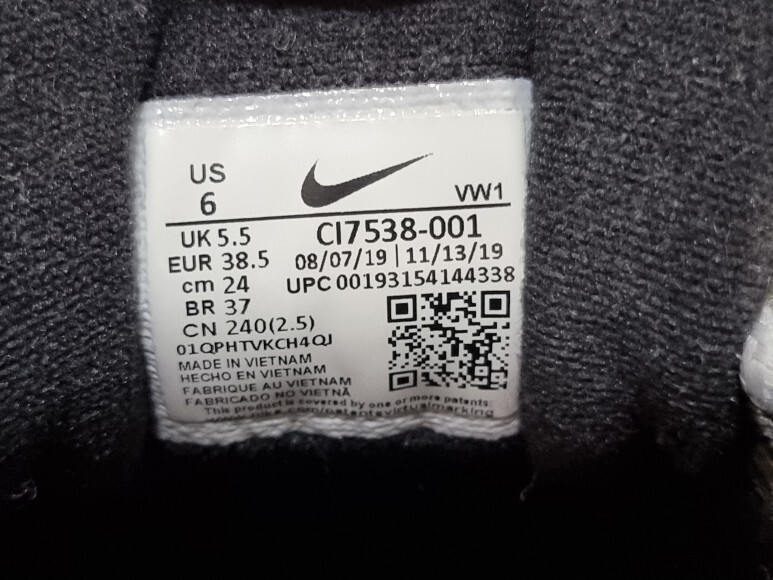 US
6
VW1
UK 5.5
EUR 38.5
cm 24
BR 37
CN 240(2.5)
01QPHTVKCH4QJ
CI7538-001
08/07/19 | 11/13/19
UPC 00193154144338
MADE IN VIETNAM
HECHO EN VIETNAM
FABRIQUE AU VIETNAM
FABRICADO NO VIETNÃ
This product is covered by one or more patents